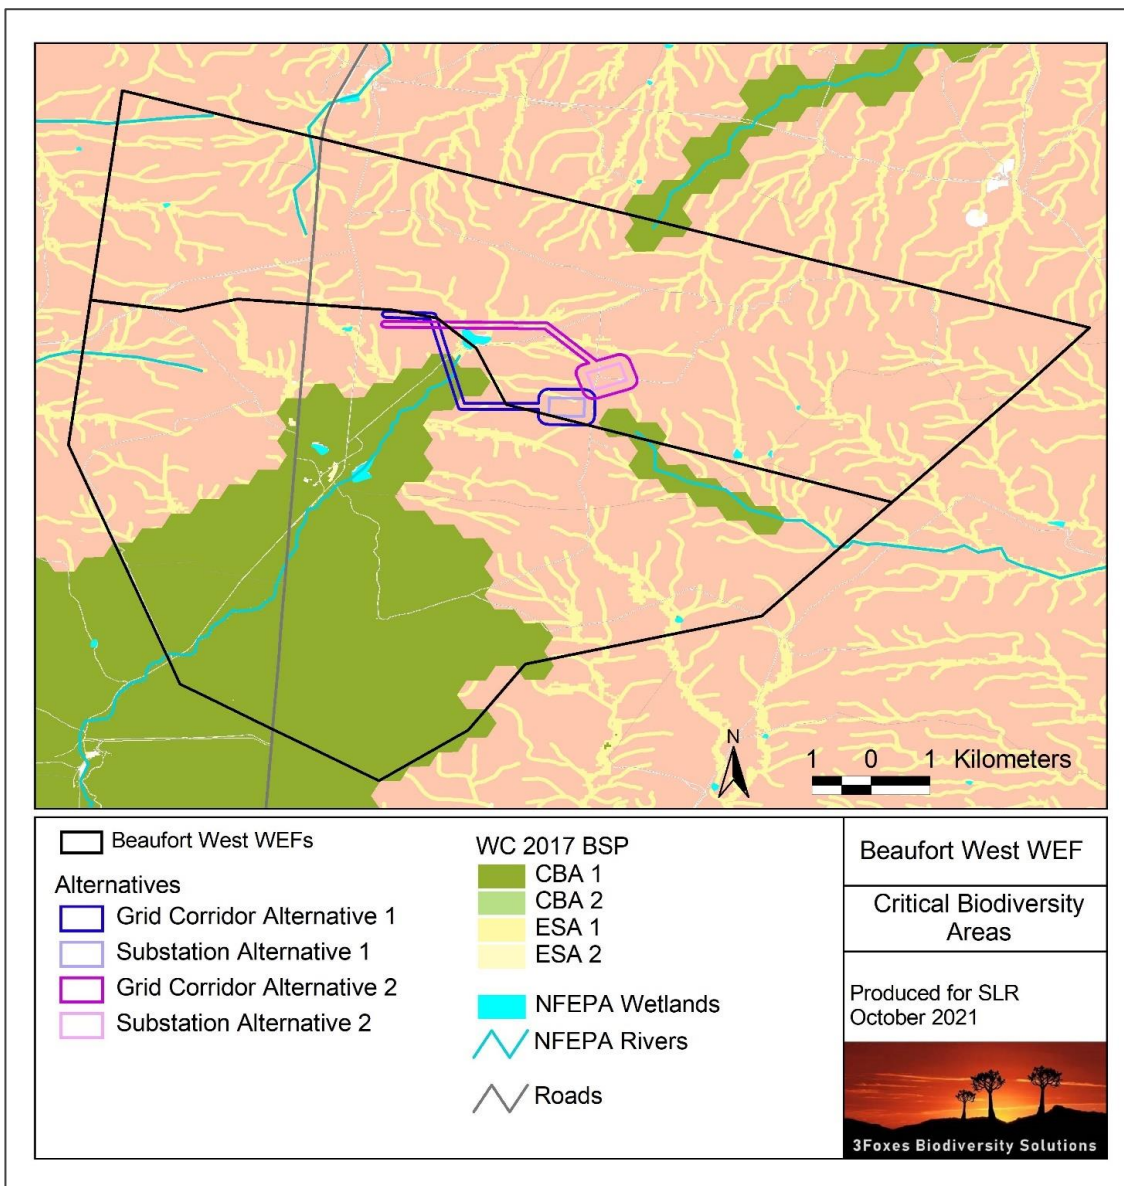 N
1 0 1 Kilometers
Beaufort West WEFs
Alternatives
Grid Corridor Alternative 1
Substation Alternative 1
Grid Corridor Alternative 2
Substation Alternative 2
WC 2017 BSP
CBA 1
CBA 2
ESA 1
ESA 2
NFEPA Wetlands
NFEPA Rivers
Roads
Beaufort West WEF
Critical Biodiversity
Areas
Produced for SLR
October 2021
3Foxes Biodiversity Solutions